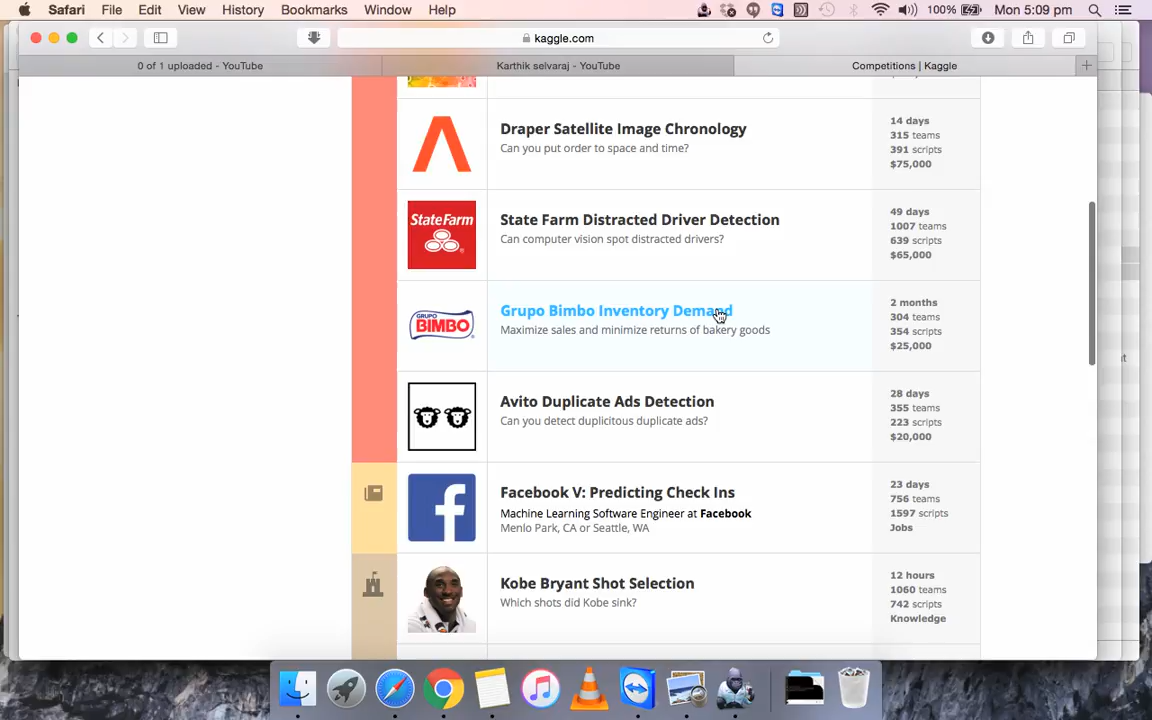 Safari File Edit View History Bookmarks Window Help 100% Mon 5:09 pm
kaggle.com
0 of 1 uploaded - YouTube
Karthik selvaraj - YouTube
Competitions | Kaggle
Draper Satellite Image Chronology
Can you put order to space and time?
14 days
315 teams
391 scripts
$75,000
StateFarm
State Farm Distracted Driver Detection
Can computer vision spot distracted drivers?
49 days
1007 teams
639 scripts
$65,000
GRUPO
BIMBO
Grupo Bimbo Inventory Demand
Maximize sales and minimize returns of bakery goods
2 months
304 teams
354 scripts
$25,000
Avito Duplicate Ads Detection
Can you detect duplicitous duplicate ads?
28 days
355 teams
223 scripts
$20,000
f
Facebook V: Predicting Check Ins
Machine Learning Software Engineer at Facebook
Menlo Park, CA or Seattle, WA
23 days
756 teams
1597 scripts
Jobs
Kobe Bryant Shot Selection
Which shots did Kobe sink?
12 hours
1060 teams
742 scripts
Knowledge